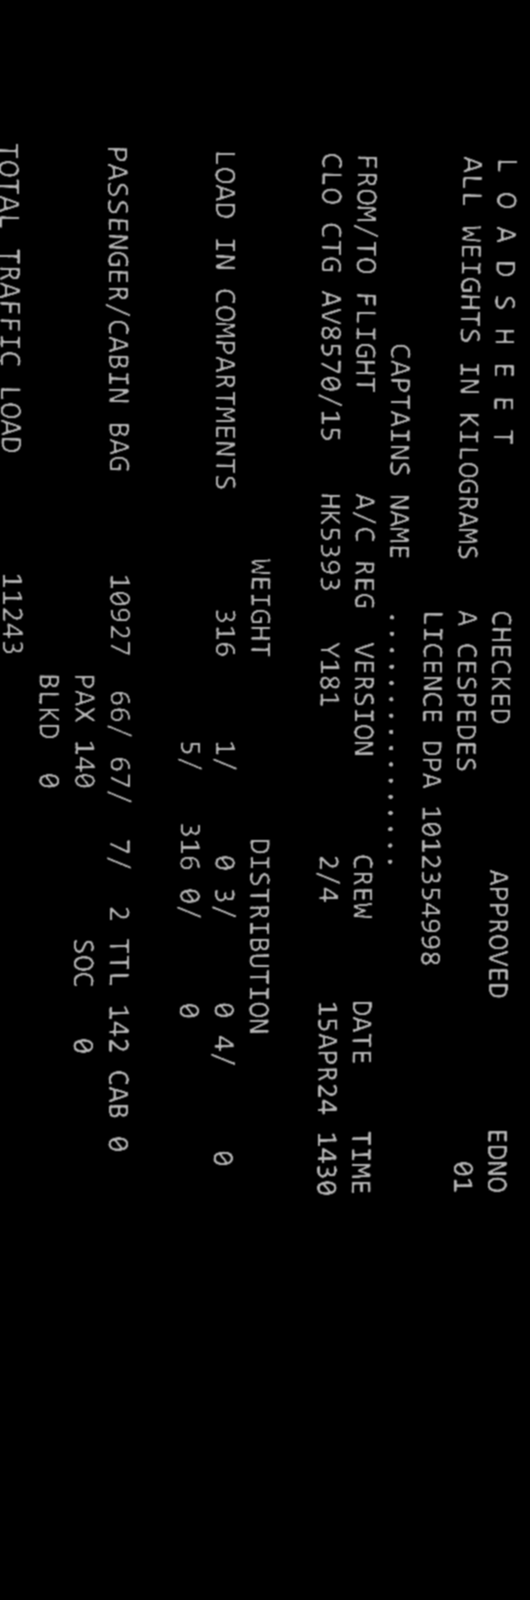 L O A D S H E E T CHECKED APPROVED EDNO
ALL WEIGHTS IN KILOGRAMS A CESPEDES 01
LICENCE DPA 1012354998
CAPTAINS NAME ................
FROM/TO FLIGHT A/C REG VERSION CREW DATE TIME
CLO CTG AV8570/15 HK5393 Y181 2/4 15APR24 1430
WEIGHT DISTRIBUTION
LOAD IN COMPARTMENTS 316 1/ 0 3/ 0 4/ 0
5/ 316 0/ 0
PASSENGER/CABIN BAG 10927 66/ 67/ 7/ 2 TTL 142 CAB 0
PAX 140 SOC 0
BLKD 0
TOTAL TRAFFIC LOAD 11243